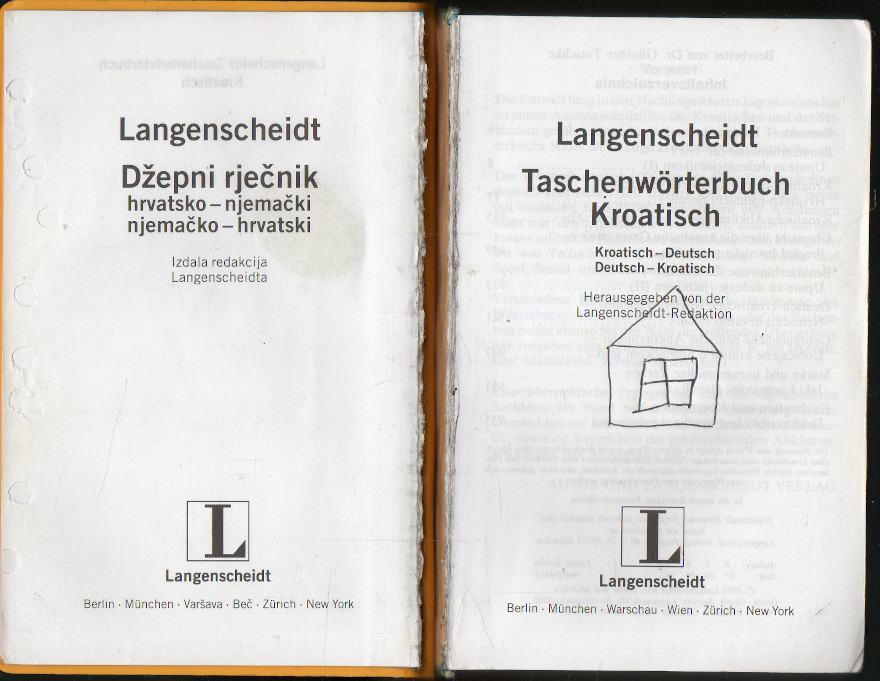 Langenscheidt
Džepni rječnik
hrvatsko – njemački
njemačko – hrvatski
Izdala redakcija
Langenscheidta
L
Langenscheidt
Berlin · München · Varšava · Beč · Zürich · New York
Langenscheidt
Taschenwörterbuch
Kroatisch
Kroatisch – Deutsch
Deutsch – Kroatisch
Herausgegeben von der
Langenscheidt-Redaktion
L
Langenscheidt
Berlin · München · Warschau · Wien · Zürich · New York